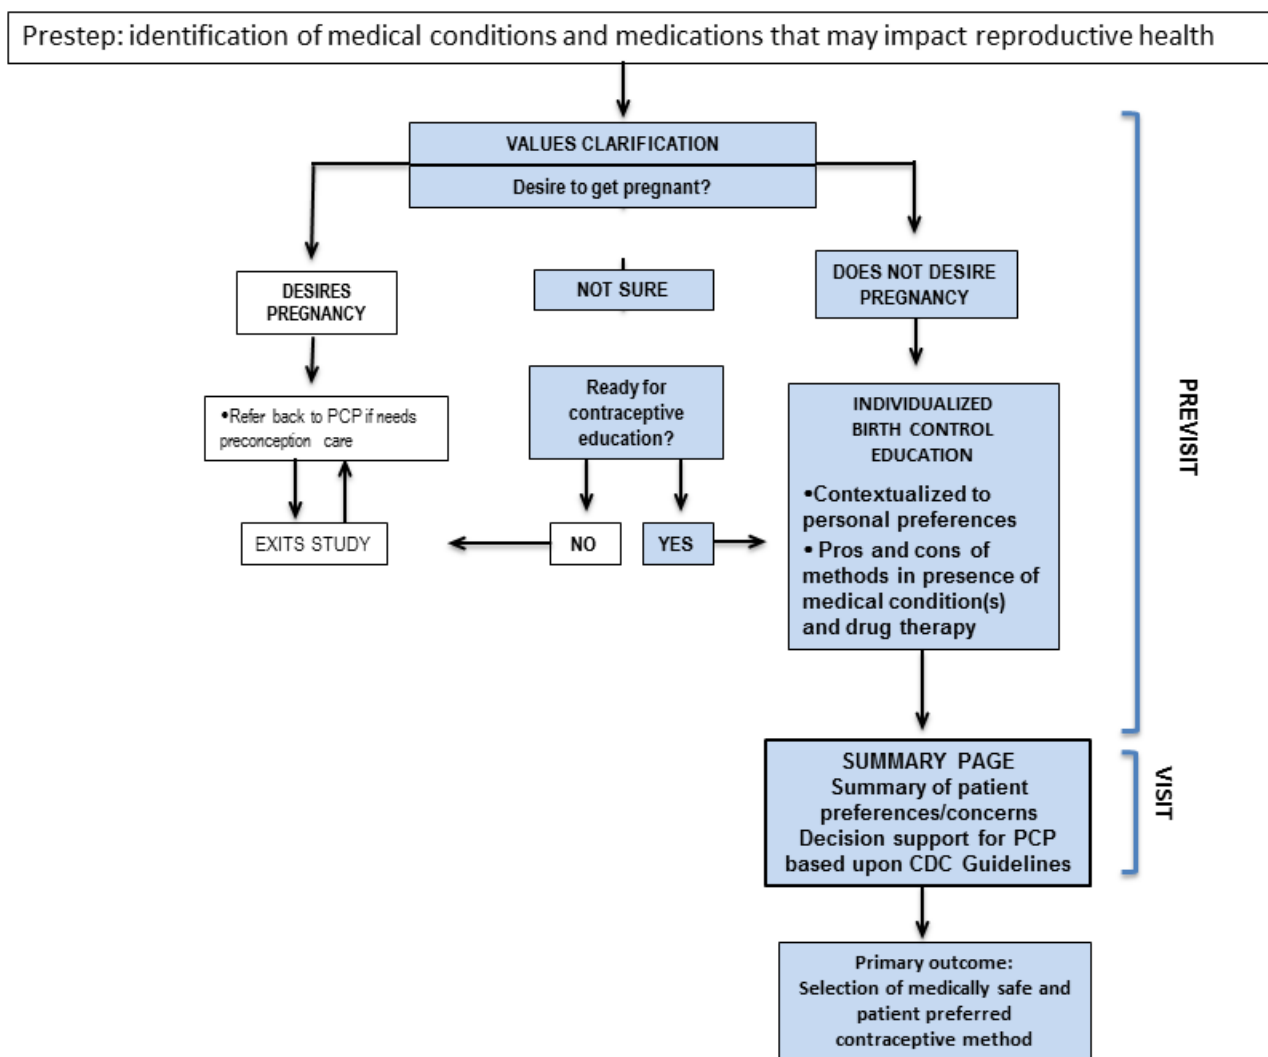 Prestep: identification of medical conditions and medications that may impact reproductive health
VALUES CLARIFICATION
Desire to get pregnant?
DESIRES
PREGNANCY
NOT SURE
DOES NOT DESIRE
PREGNANCY
•Refer back to PCP if needs
preconception care
Ready for
contraceptive
education?
INDIVIDUALIZED
BIRTH CONTROL
EDUCATION
•Contextualized to
personal preferences
• Pros and cons of
methods in presence of
medical condition(s)
and drug therapy
EXITS STUDY
NO
YES
PREVISIT
SUMMARY PAGE
Summary of patient
preferences/concerns
Decision support for PCP
based upon CDC Guidelines
VISIT
Primary outcome:
Selection of medically safe and
patient preferred
contraceptive method